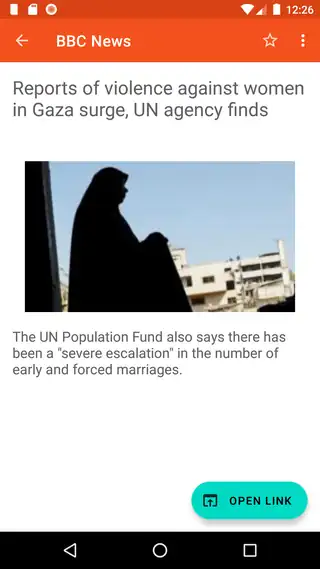 12:26
BBC News
Reports of violence against women
in Gaza surge, UN agency finds
The UN Population Fund also says there has
been a "severe escalation" in the number of
early and forced marriages.
OPEN LINK